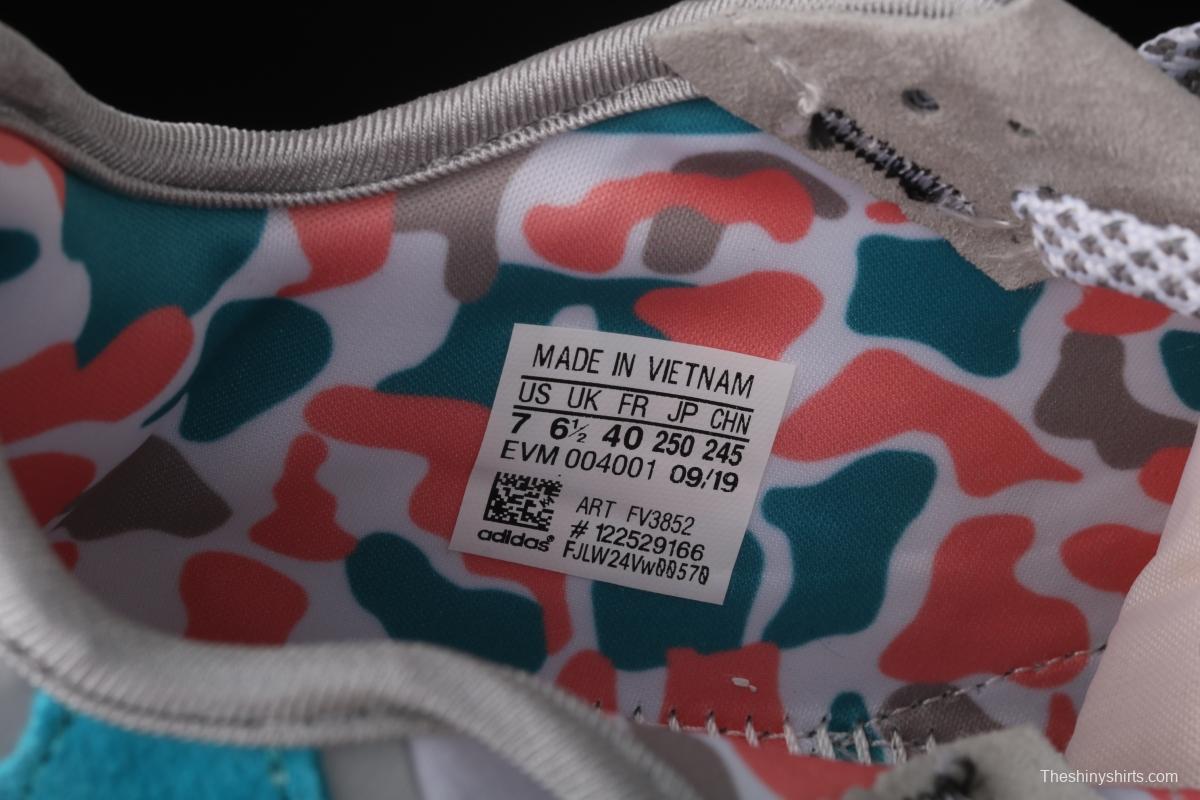 MADE IN VIETNAM
US UK FR JP CHN
7 6½ 40 250 245
EVM 004001 09/19
ART FV3852
# 122529166
FJLW24Vw00570
adidas®
Theshinyshirts.com